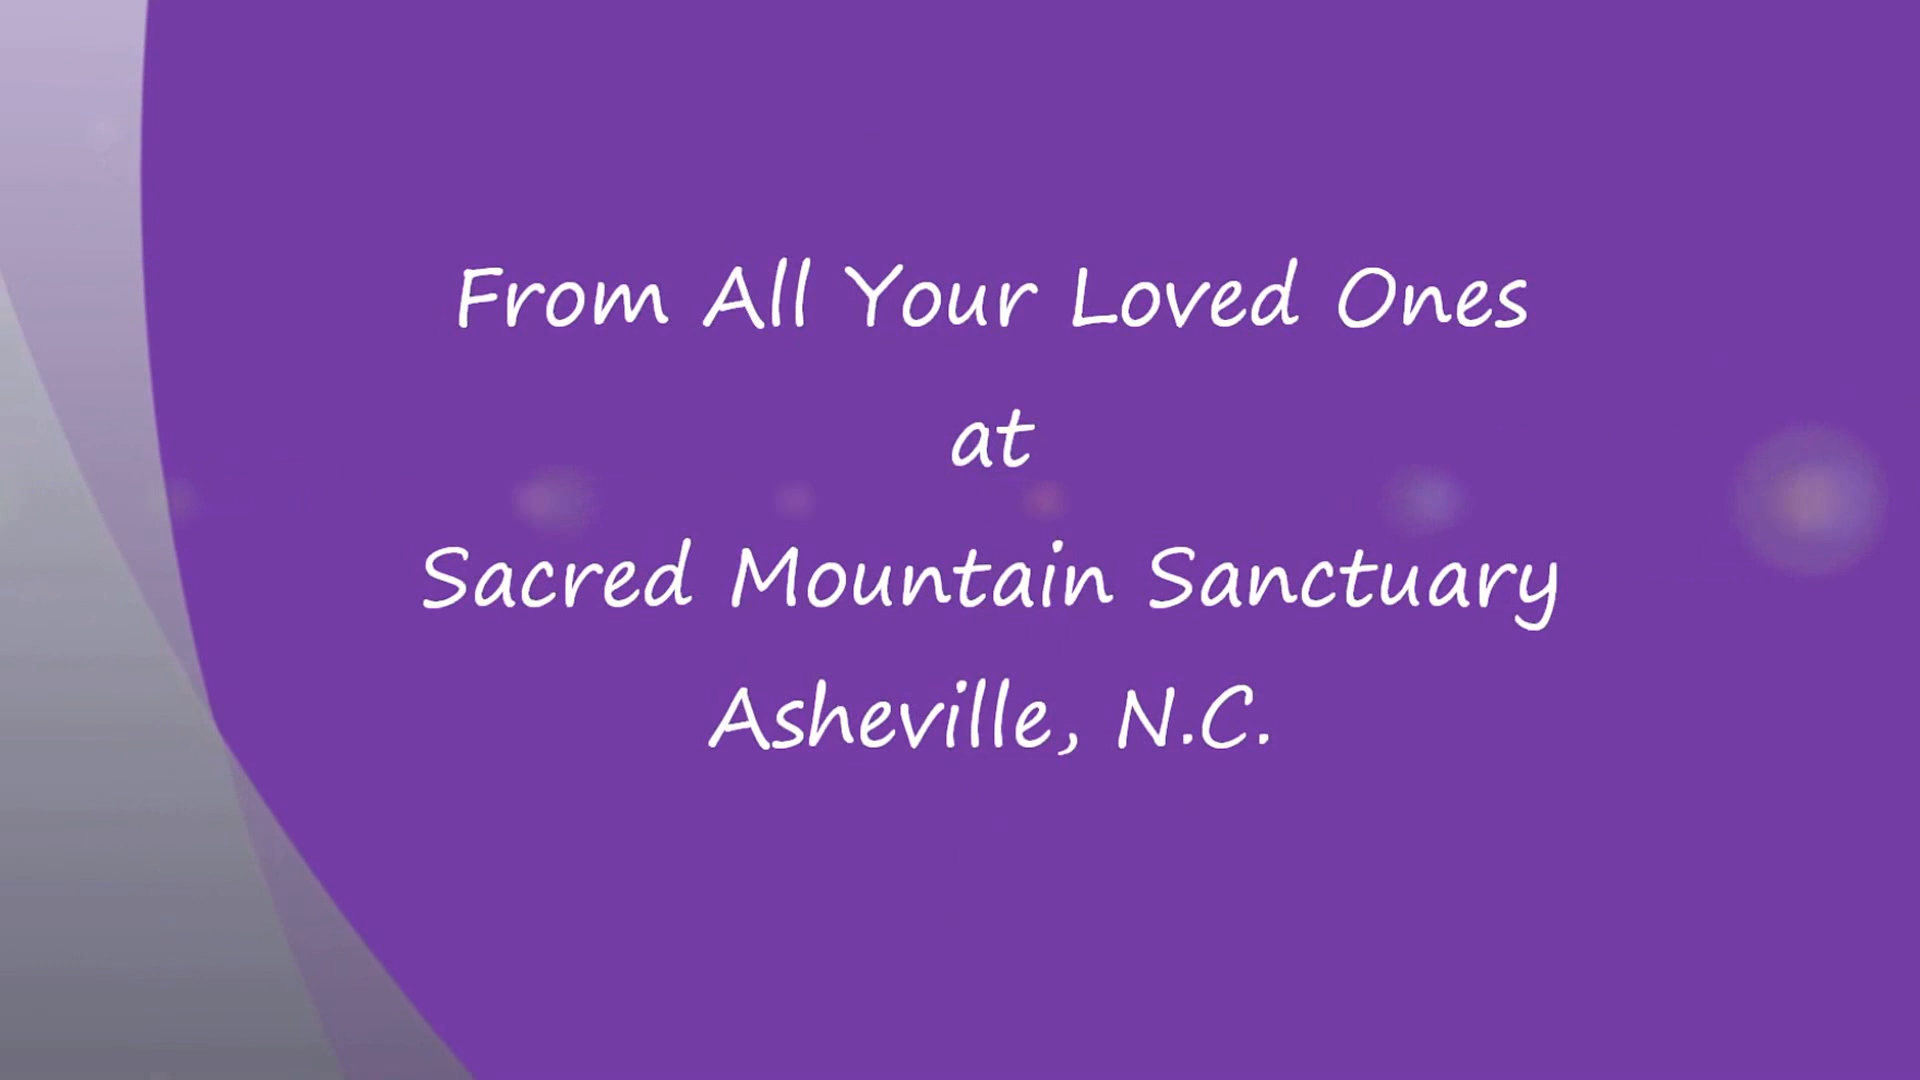 From All Your Loved Ones
at
Sacred Mountain Sanctuary
Asheville, N.C.